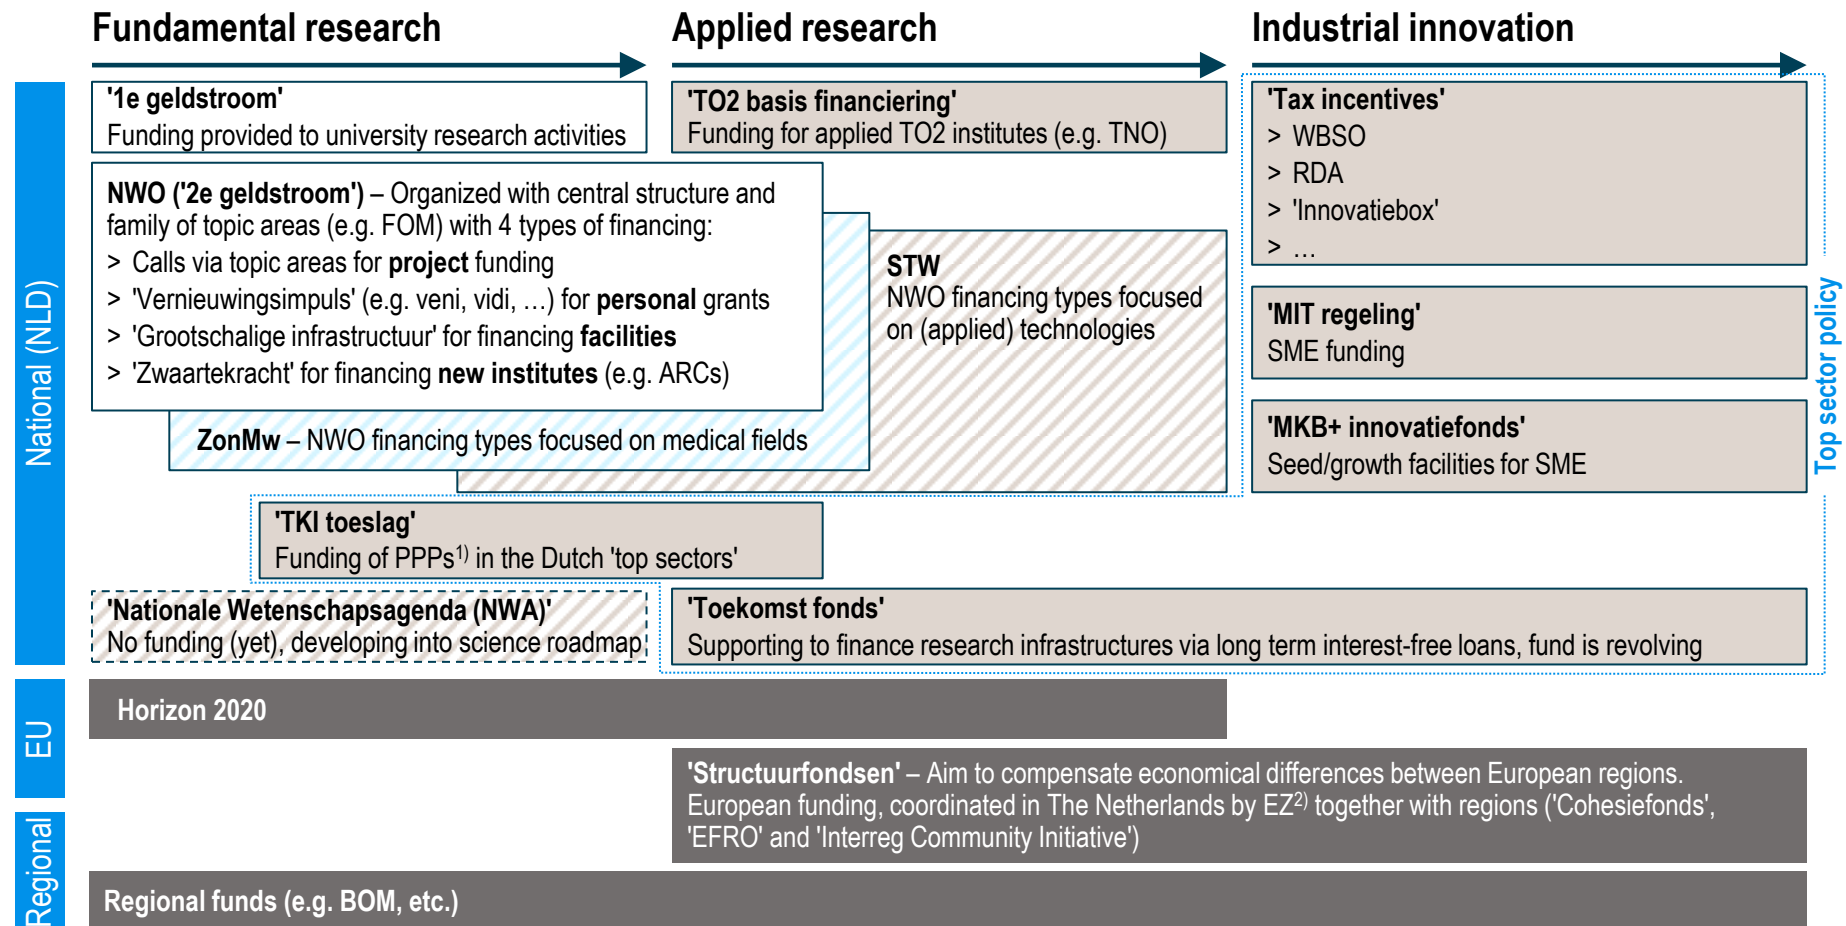 Fundamental research
Applied research
Industrial innovation
National (NLD)
'1e geldstroom'
Funding provided to university research activities
'TO2 basis financiering'
Funding for applied TO2 institutes (e.g. TNO)
'Tax incentives'
> WBSO
> RDA
> 'Innovatiebox'
> …
NWO ('2e geldstroom') – Organized with central structure and
family of topic areas (e.g. FOM) with 4 types of financing:
> Calls via topic areas for project funding
> 'Vernieuwingsimpuls' (e.g. veni, vidi, …) for personal grants
> 'Grootschalige infrastructuur' for financing facilities
> 'Zwaartekracht' for financing new institutes (e.g. ARCs)
STW
NWO financing types focused
on (applied) technologies
'MIT regeling'
SME funding
Top sector policy
ZonMw – NWO financing types focused on medical fields
'MKB+ innovatiefonds'
Seed/growth facilities for SME
'TKI toeslag'
Funding of PPPs1) in the Dutch 'top sectors'
'Nationale Wetenschapsagenda (NWA)'
No funding (yet), developing into science roadmap
'Toekomst fonds'
Supporting to finance research infrastructures via long term interest-free loans, fund is revolving
EU
Horizon 2020
'Structuurfondsen' – Aim to compensate economical differences between European regions.
European funding, coordinated in The Netherlands by EZ2) together with regions ('Cohesiefonds',
'EFRO' and 'Interreg Community Initiative')
Regional
Regional funds (e.g. BOM, etc.)